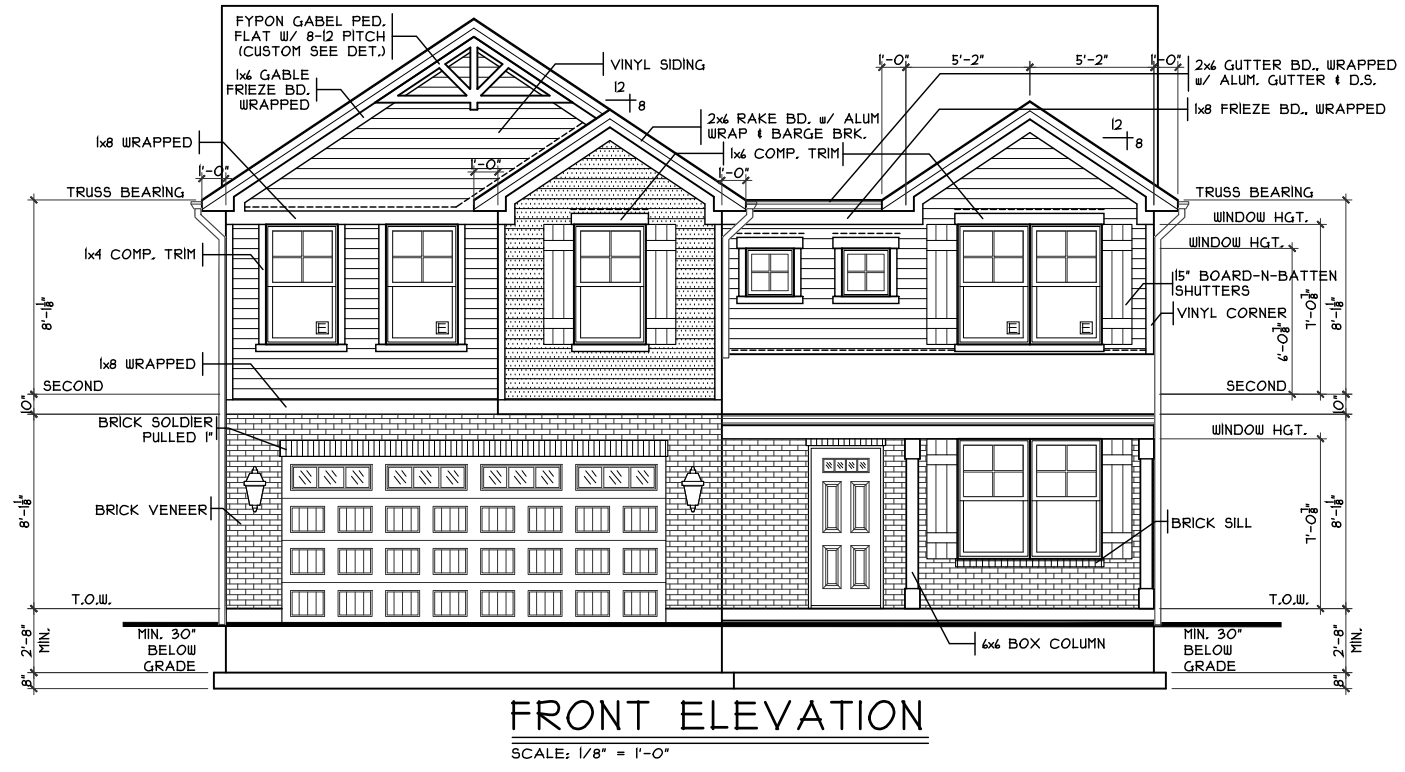 FYPON GABEL PED.
FLAT W/ 8-12 PITCH
(CUSTOM SEE DET.)
1x6 GABLE
FRIEZE BD.
WRAPPED
VINYL SIDING
12
8
2x6 RAKE BD. w/ ALUM
WRAP & BARGE BRK.
1x6 COMP. TRIM
1'-0"
5'-2"
5'-2"
1'-0"
2x6 GUTTER BD., WRAPPED
w/ ALUM. GUTTER & D.S.
1x8 FRIEZE BD., WRAPPED
12
8
1x8 WRAPPED
1'-0"
1'-0"
1'-0"
TRUSS BEARING
TRUSS BEARING
WINDOW HGT.
WINDOW HGT.
1x4 COMP. TRIM
15" BOARD-N-BATTEN
SHUTTERS
VINYL CORNER
8'-1 1/8"
6'-0 7/8"
7'-0 7/8"
8'-1 1/8"
E
E
E
E
1x8 WRAPPED
SECOND
SECOND
10"
10"
BRICK SOLDIER
PULLED 1"
WINDOW HGT.
BRICK VENEER
8'-1 1/8"
7'-0 7/8"
8'-1 1/8"
BRICK SILL
T.O.W.
T.O.W.
2'-8"
MIN.
MIN. 30"
BELOW
GRADE
6x6 BOX COLUMN
MIN. 30"
BELOW
GRADE
2'-8"
MIN.
8"
8"
FRONT ELEVATION
SCALE: 1/8" = 1'-0"